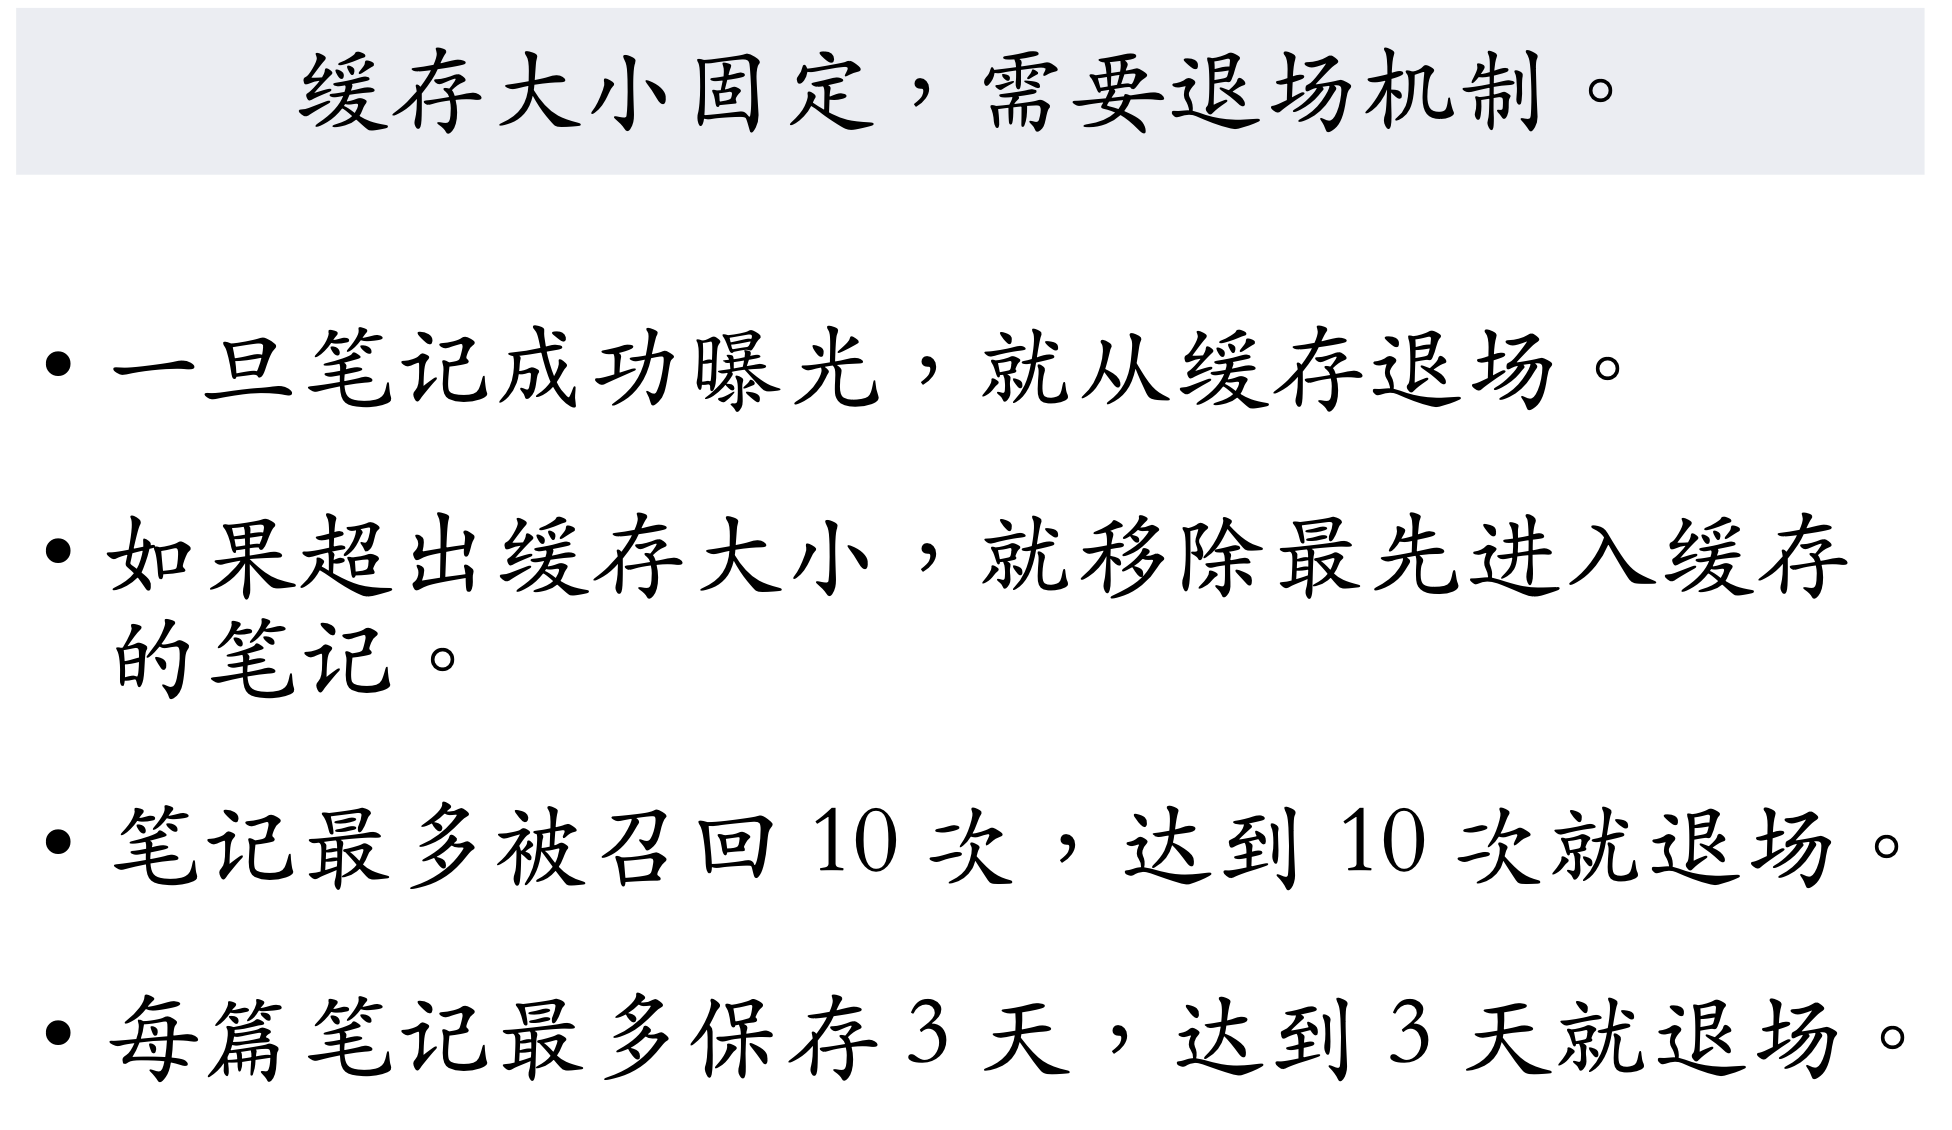 缓存大小固定，需要退场机制。
• 一旦笔记成功曝光，就从缓存退场。
• 如果超出缓存大小，就移除最先进入缓存
的笔记。
• 笔记最多被召回 10 次，达到 10 次就退场。
• 每篇笔记最多保存 3 天，达到 3 天就退场。